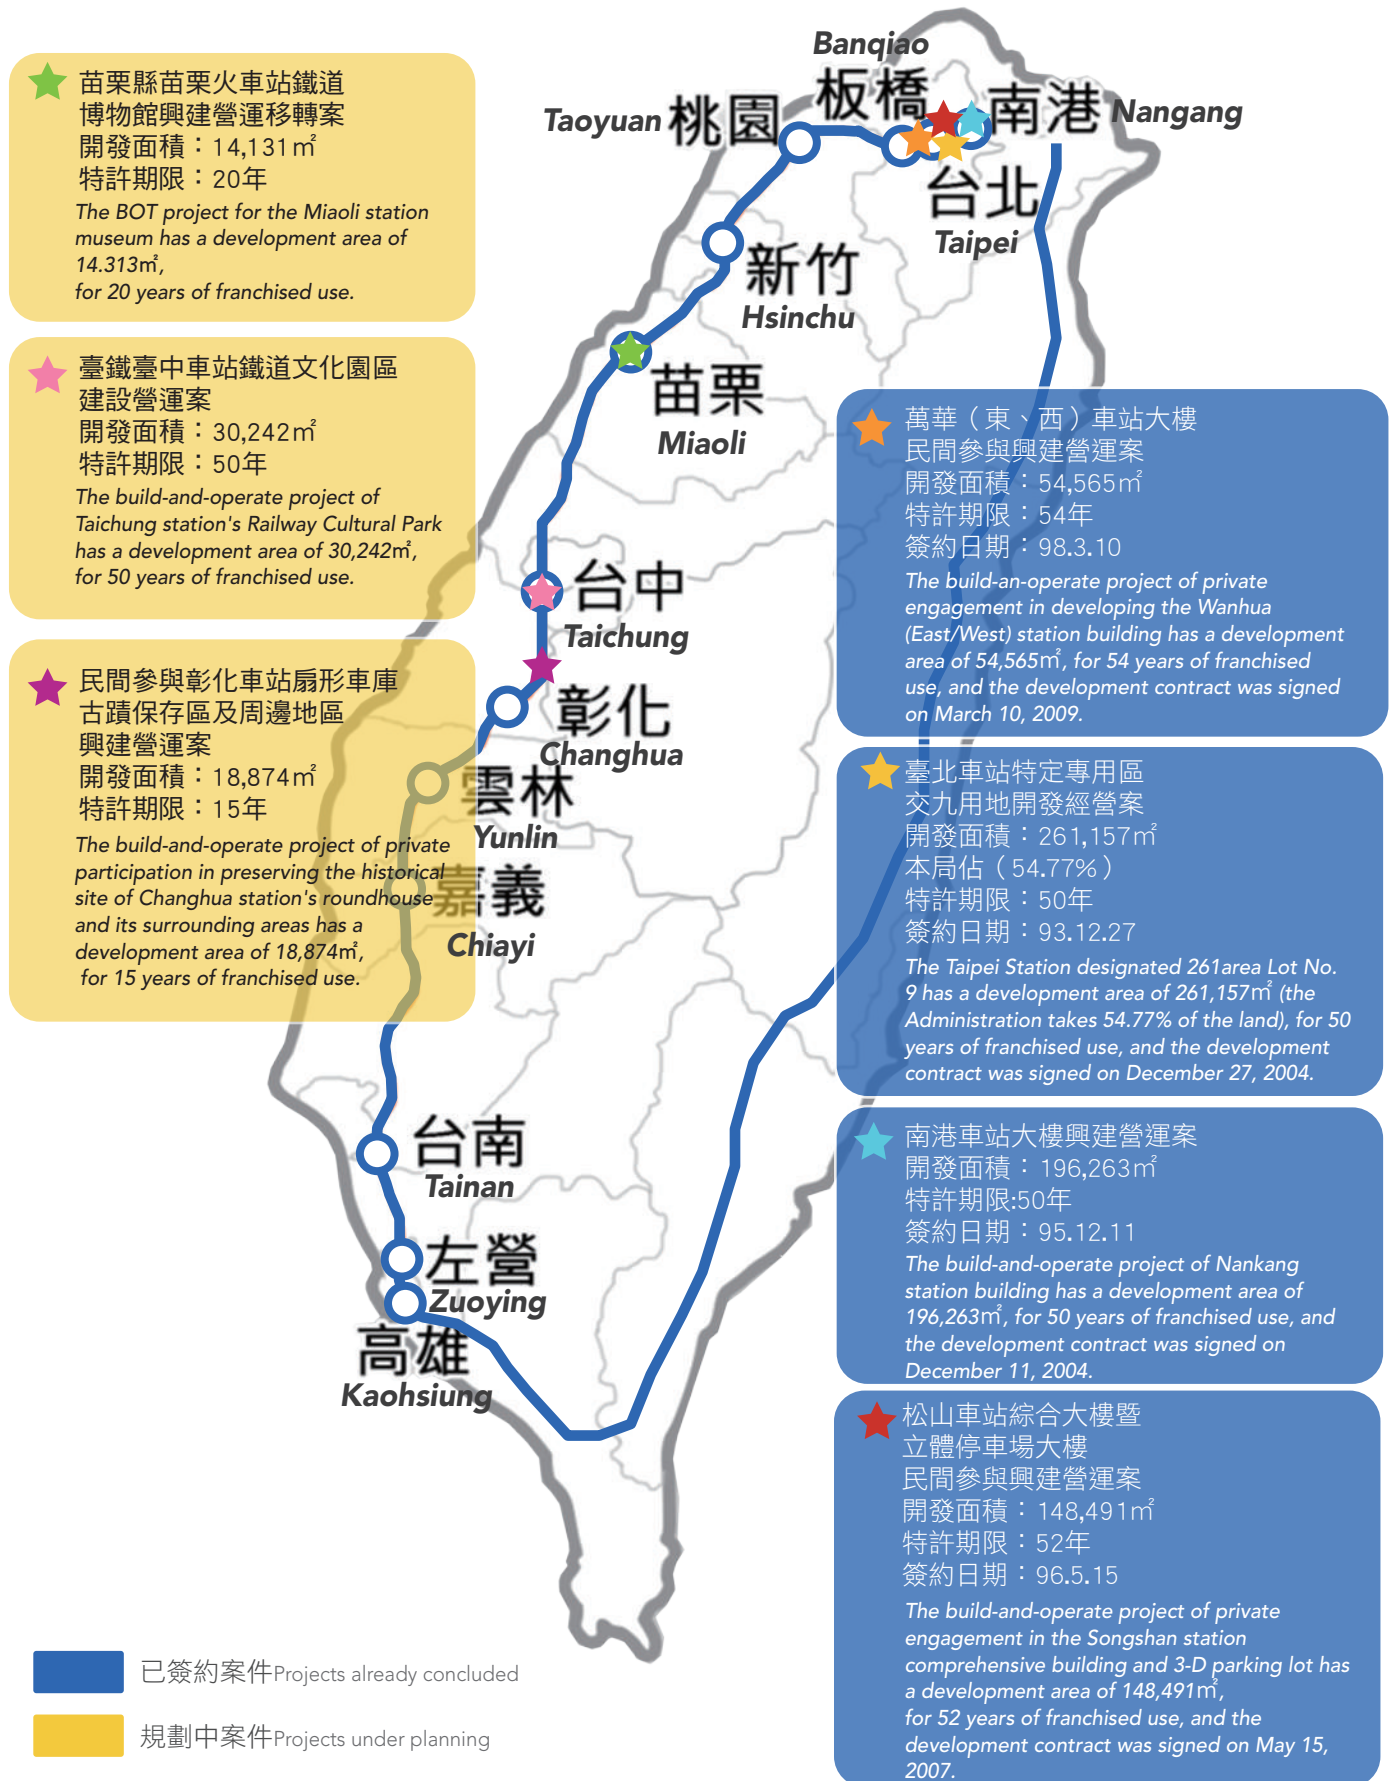 苗栗縣苗栗火車站鐵道
博物館興建營運移轉案
開發面積：14,131㎡
特許期限：20年
The BOT project for the Miaoli station
museum has a development area of
14.313㎡,
for 20 years of franchised use.
臺鐵臺中車站鐵道文化園區
建設營運案
開發面積：30,242㎡
特許期限：50年
The build-and-operate project of
Taichung station's Railway Cultural Park
has a development area of 30,242㎡,
for 50 years of franchised use.
民間參與彰化車站扇形車庫
古蹟保存區及周邊地區
興建營運案
開發面積：18,874㎡
特許期限：15年
The build-and-operate project of private
participation in preserving the historical
site of Changhua station's roundhouse
and its surrounding areas has a
development area of 18,874㎡,
for 15 years of franchised use.
Banqiao
板橋
Taoyuan 桃園
南港 Nangang
台北
Taipei
新竹
Hsinchu
苗栗
Miaoli
台中
Taichung
彰化
Changhua
雲林
Yunlin
嘉義
Chiayi
台南
Tainan
左營
Zuoying
高雄
Kaohsiung
萬華（東、西）車站大樓
民間參與興建營運案
開發面積：54,565㎡
特許期限：54年
簽約日期：98.3.10
The build-an-operate project of private
engagement in developing the Wanhua
(East/West) station building has a development
area of 54,565㎡, for 54 years of franchised
use, and the development contract was signed
on March 10, 2009.
臺北車站特定專用區
交九用地開發經營案
開發面積：261,157㎡
本局佔（54.77%）
特許期限：50年
簽約日期：93.12.27
The Taipei Station designated 261area Lot No.
9 has a development area of 261,157㎡ (the
Administration takes 54.77% of the land), for 50
years of franchised use, and the development
contract was signed on December 27, 2004.
南港車站大樓興建營運案
開發面積：196,263㎡
特許期限:50年
簽約日期：95.12.11
The build-and-operate project of Nankang
station building has a development area of
196,263㎡, for 50 years of franchised use, and
the development contract was signed on
December 11, 2004.
松山車站綜合大樓暨
立體停車場大樓
民間參與興建營運案
開發面積：148,491㎡
特許期限：52年
簽約日期：96.5.15
The build-and-operate project of private
engagement in the Songshan station
comprehensive building and 3-D parking lot has
a development area of 148,491㎡,
for 52 years of franchised use, and the
development contract was signed on May 15,
2007.
已簽約案件Projects already concluded
規劃中案件Projects under planning